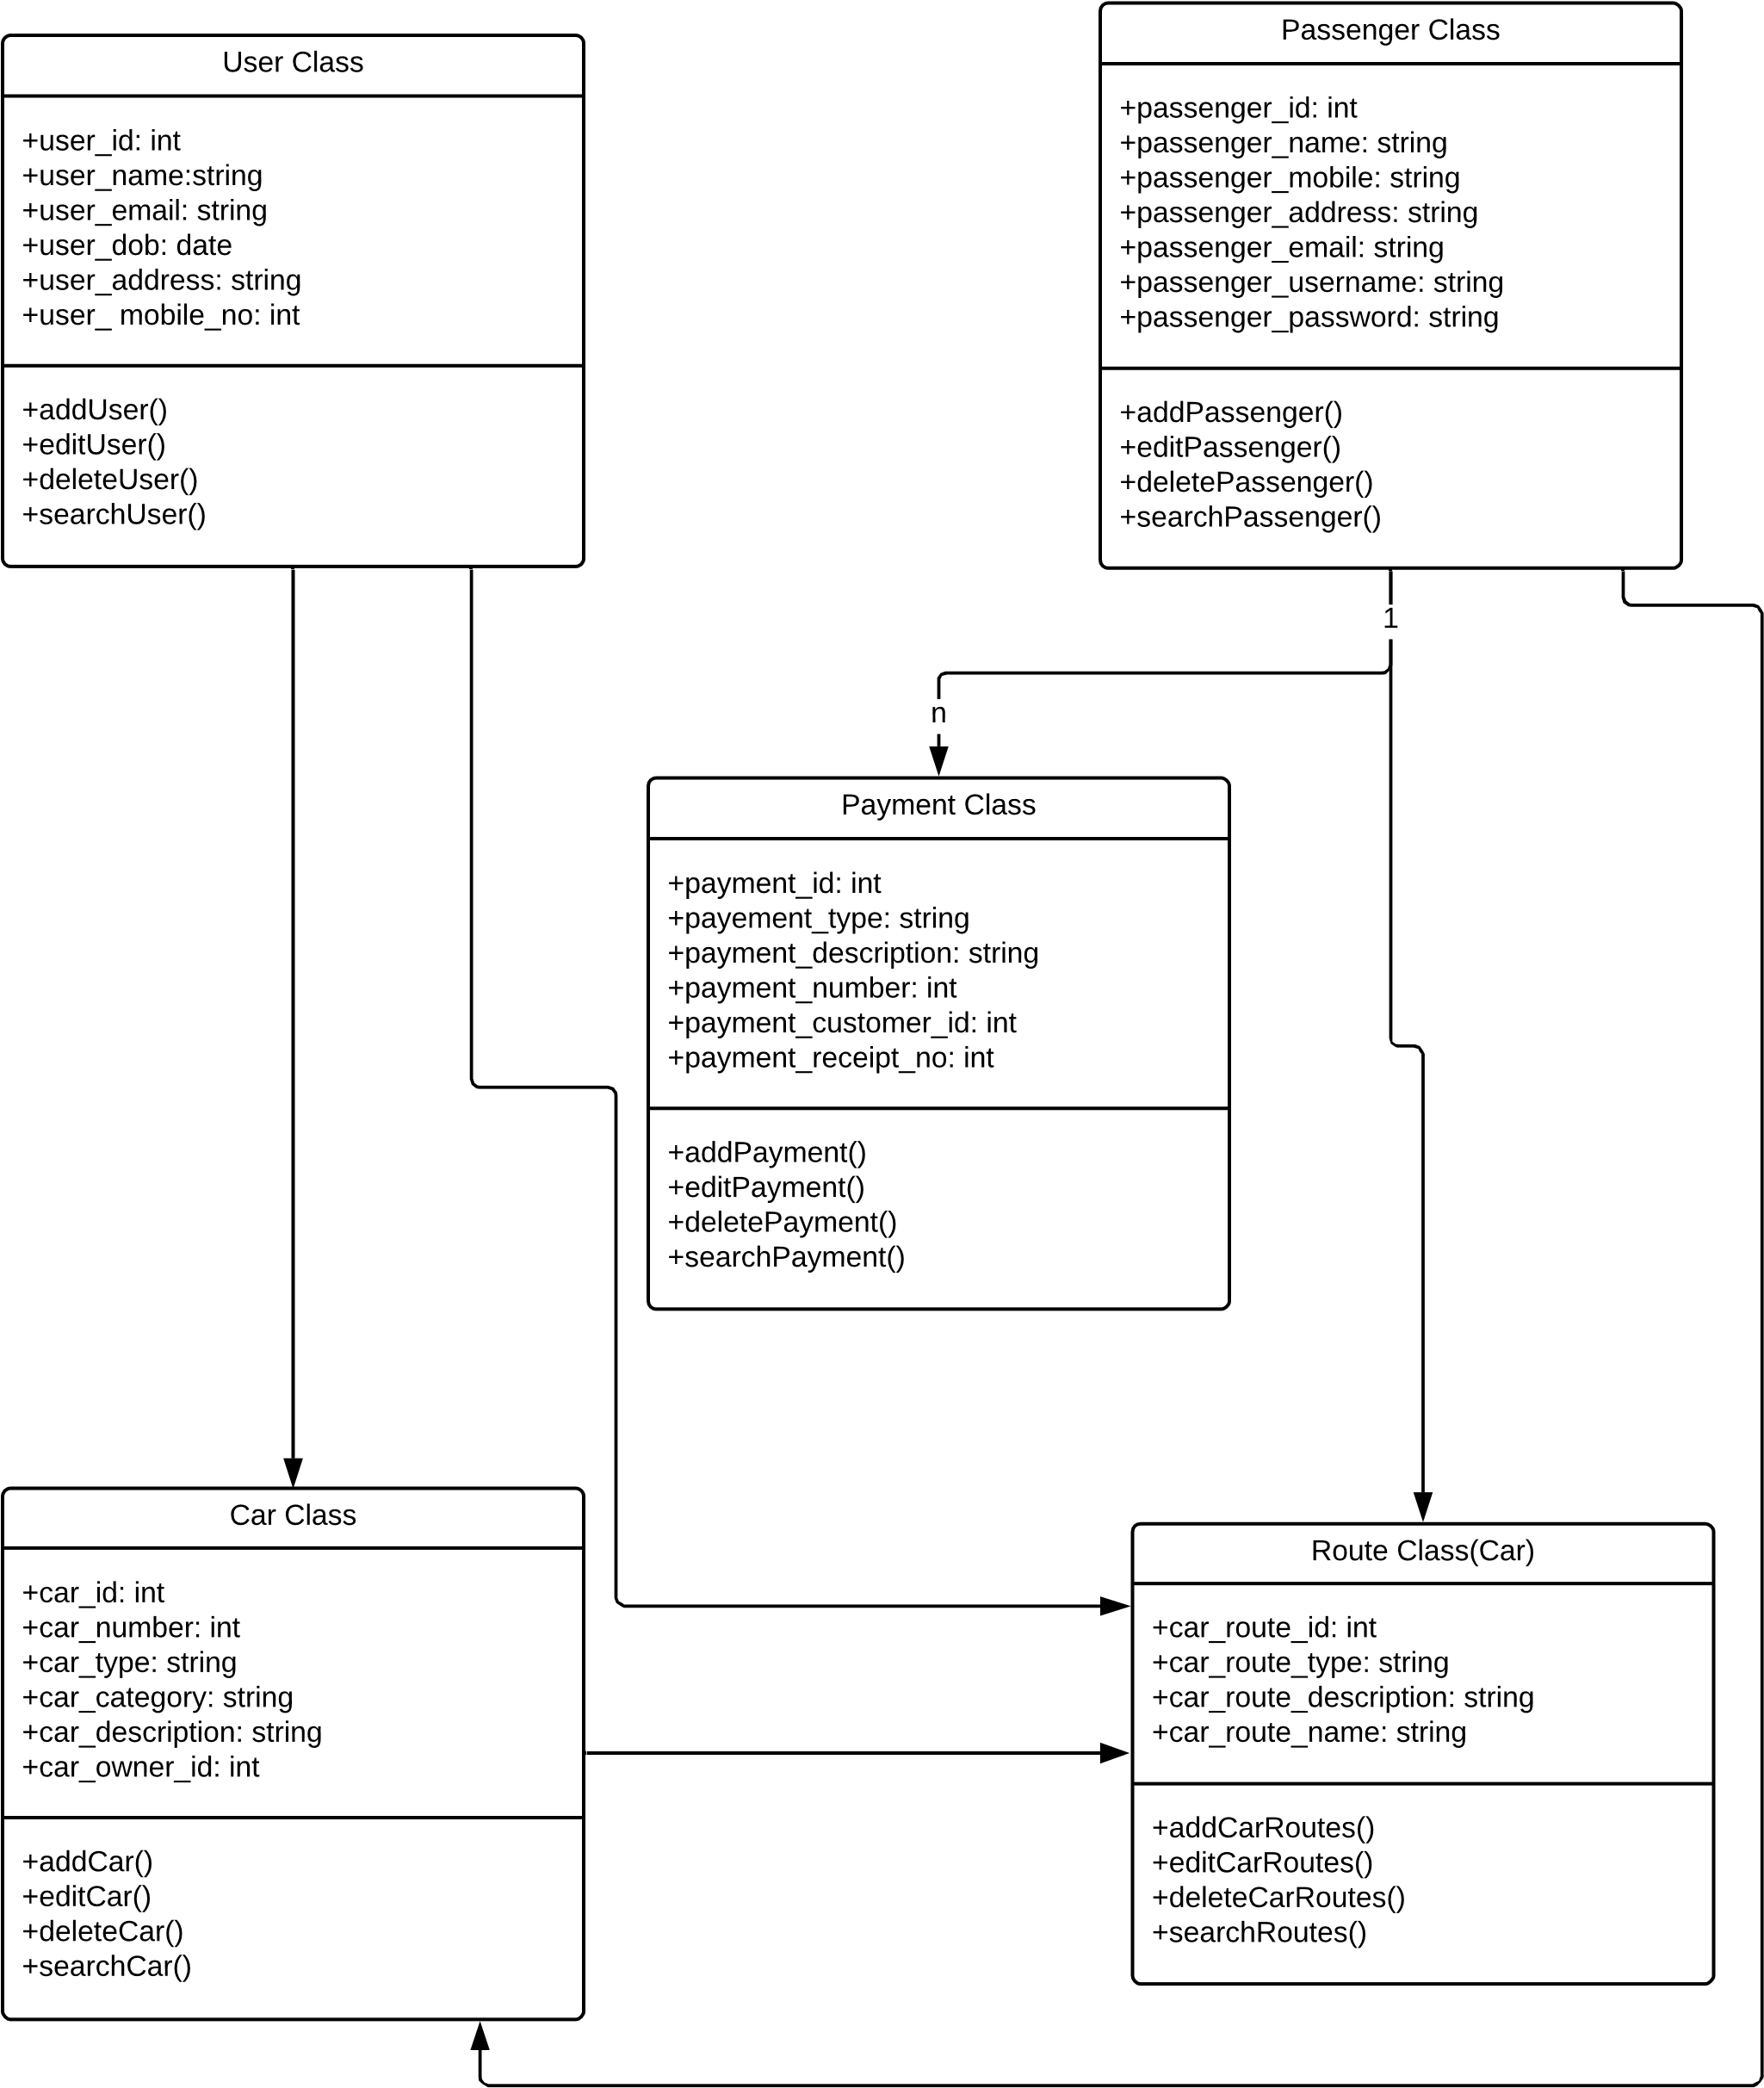 User Class
+user_id: int
+user_name:string
+user_email: string
+user_dob: date
+user_address: string
+user_ mobile_no: int
+addUser()
+editUser()
+deleteUser()
+searchUser()
Passenger Class
+passenger_id: int
+passenger_name: string
+passenger_mobile: string
+passenger_address: string
+passenger_email: string
+passenger_username: string
+passenger_password: string
+addPassenger()
+editPassenger()
+deletePassenger()
+searchPassenger()
1
n
Payment Class
+payment_id: int
+payement_type: string
+payment_description: string
+payment_number: int
+payment_customer_id: int
+payment_receipt_no: int
+addPayment()
+editPayment()
+deletePayment()
+searchPayment()
Car Class
+car_id: int
+car_number: int
+car_type: string
+car_category: string
+car_description: string
+car_owner_id: int
+addCar()
+editCar()
+deleteCar()
+searchCar()
Route Class(Car)
+car_route_id: int
+car_route_type: string
+car_route_description: string
+car_route_name: string
+addCarRoutes()
+editCarRoutes()
+deleteCarRoutes()
+searchRoutes()